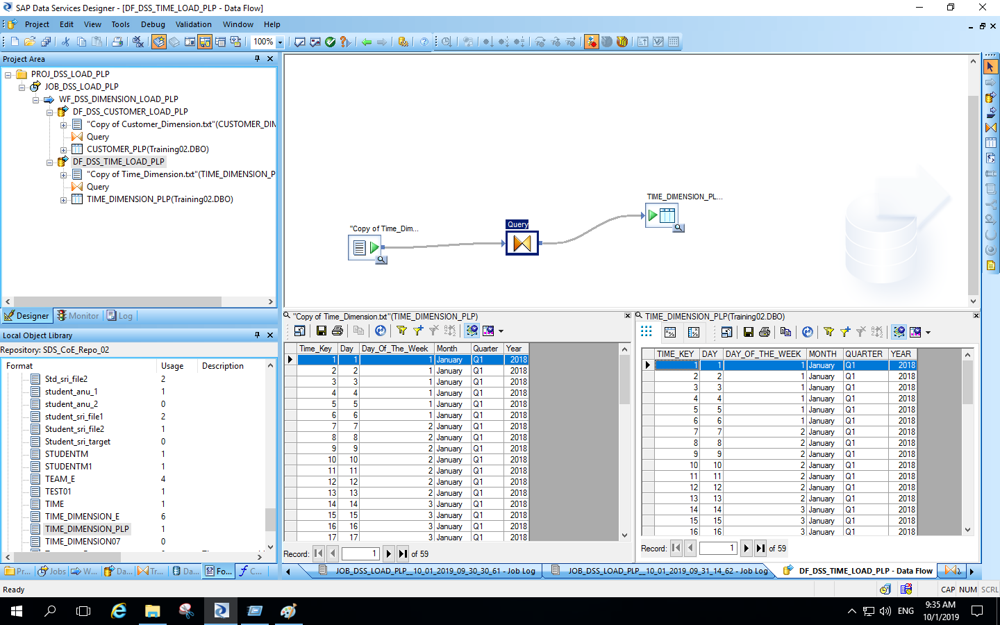 SAP Data Services Designer - [DF_DSS_TIME_LOAD_PLP - Data Flow]
Project Edit View Tools Debug Validation Window Help
100%
Project Area
PROJ_DSS_LOAD_PLP
JOB_DSS_LOAD_PLP
WF_DSS_DIMENSION_LOAD_PLP
DF_DSS_CUSTOMER_LOAD_PLP
"Copy of Customer_Dimension.txt"(CUSTOMER_DIN
Query
CUSTOMER_PLP(Training02.DBO)
DF_DSS_TIME_LOAD_PLP
"Copy of Time_Dimension.txt"(TIME_DIMENSION_P
Query
TIME_DIMENSION_PLP(Training02.DBO)
Designer Monitor Log
Local Object Library
Repository: SDS_CoE_Repo_02
Format Usage Description
Std_sri_file2 2
student_anu_1 1
student_anu_2 0
student_sri_file1 2
Student_sri_file2 1
Student_sri_target 0
STUDENTM 1
STUDENTM1 1
TEAM_E 4
TEST01 1
TIME 1
TIME_DIMENSION_E 6
TIME_DIMENSION_PLP 1
TIME_DIMENSION07 0
Pr... Jobs W... Da... Tr... Da... Fo... C...
"Copy of Time_Dim...
Query
TIME_DIMENSION_PL...
"Copy of Time_Dimension.txt"(TIME_DIMENSION_PLP)
Time_Key Day Day_Of_The_Week Month Quarter Year
1 1 1 January Q1 2018
2 2 1 January Q1 2018
3 3 1 January Q1 2018
4 4 1 January Q1 2018
5 5 1 January Q1 2018
6 6 1 January Q1 2018
7 7 2 January Q1 2018
8 8 2 January Q1 2018
9 9 2 January Q1 2018
10 10 2 January Q1 2018
11 11 2 January Q1 2018
12 12 2 January Q1 2018
13 13 2 January Q1 2018
14 14 3 January Q1 2018
15 15 3 January Q1 2018
16 16 3 January Q1 2018
17 17 3 January Q1 2018
Record: 1 of 59
TIME_DIMENSION_PLP(Training02.DBO)
TIME_KEY DAY DAY_OF_THE_WEEK MONTH QUARTER YEAR
1 1 1 January Q1 2018
2 2 1 January Q1 2018
3 3 1 January Q1 2018
4 4 1 January Q1 2018
5 5 1 January Q1 2018
6 6 1 January Q1 2018
7 7 2 January Q1 2018
8 8 2 January Q1 2018
9 9 2 January Q1 2018
10 10 2 January Q1 2018
11 11 2 January Q1 2018
12 12 2 January Q1 2018
13 13 2 January Q1 2018
14 14 3 January Q1 2018
15 15 3 January Q1 2018
16 16 3 January Q1 2018
Record: 1 of 59
JOB_DSS_LOAD_PLP__10_01_2019_09_30_30_61 - Job Log JOB_DSS_LOAD_PLP__10_01_2019_09_31_14_62 - Job Log DF_DSS_TIME_LOAD_PLP - Data Flow
Ready CAP NUM SCRL
ENG 9:35 AM
10/1/2019